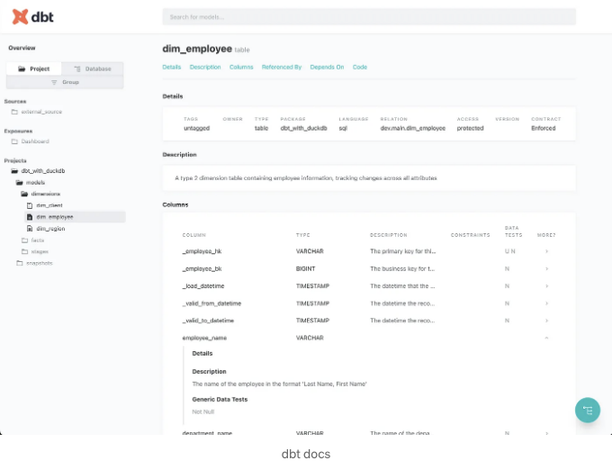 dbt
Search for models...
Overview
Project
Database
Group
Sources
external_source
Exposures
Dashboard
Projects
dbt_with_duckdb
models
dimensions
dim_client
dim_employee
dim_region
facts
stages
snapshots
dim_employee table
Details Description Columns Referenced By Depends On Code
Details
TAGS OWNER TYPE PACKAGE LANGUAGE RELATION ACCESS VERSION CONTRACT
untagged table dbt_with_duckdb sql dev.main.dim_employee protected Enforced
Description
A type 2 dimension table containing employee information, tracking changes across all attributes
Columns
COLUMN TYPE DESCRIPTION CONSTRAINTS DATA TESTS MORE?
_employee_hk VARCHAR The primary key for thi... U N
_employee_bk BIGINT The business key for t... N
_load_datetime TIMESTAMP The datetime that the ... N
_valid_from_datetime TIMESTAMP The datetime the reco... N
_valid_to_datetime TIMESTAMP The datetime the reco... N
employee_name VARCHAR
Details
Description
The name of the employee in the format 'Last Name, First Name'
Generic Data Tests
Not Null
department_name VARCHAR The name of the depa... N
dbt docs